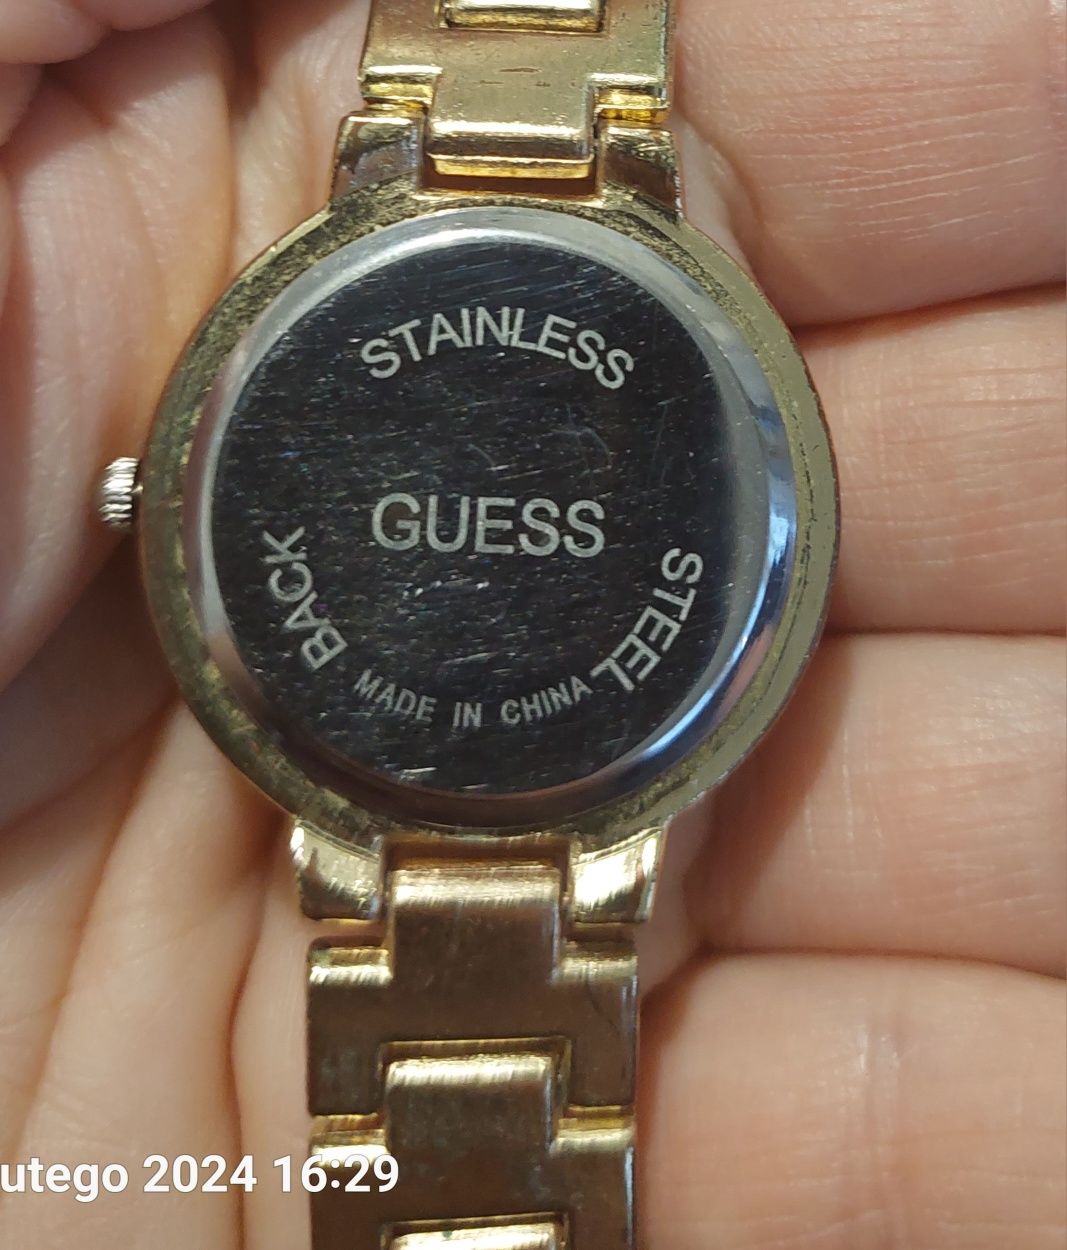 STAINLESS
GUESS
BACK
STEEL
MADE IN CHINA
utego 2024 16:29